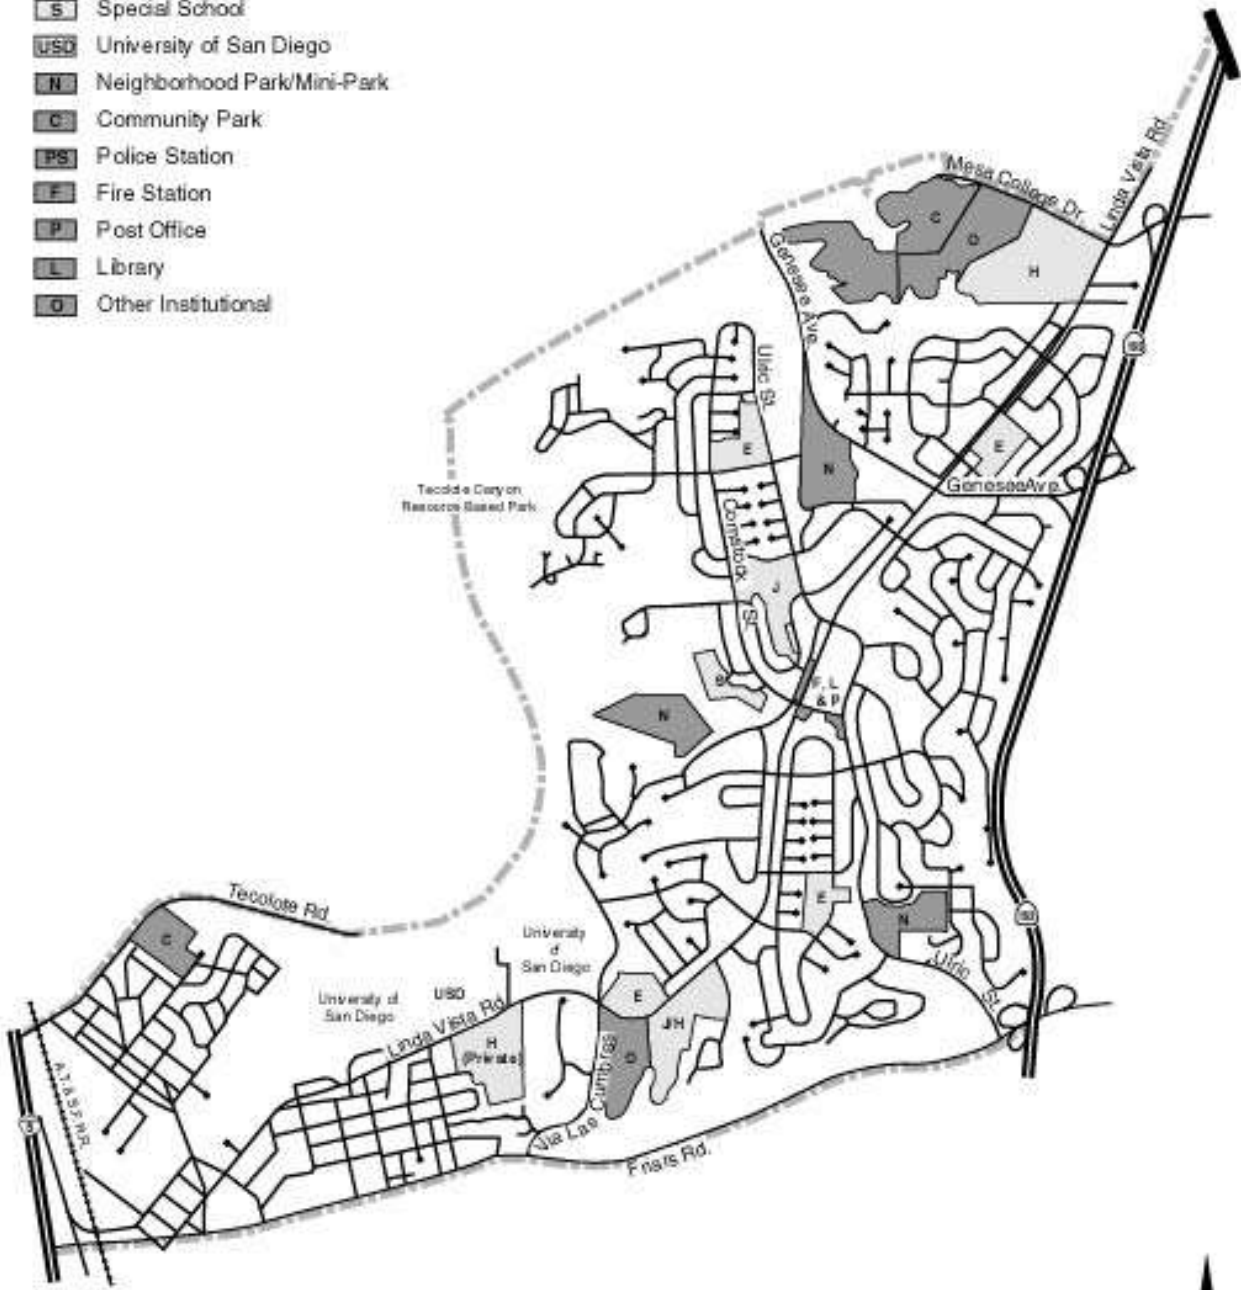 S Special School
USD University of San Diego
N Neighborhood Park/Mini-Park
C Community Park
PS Police Station
F Fire Station
P Post Office
L Library
O Other Institutional
Linda Vista Rd.
Mesa College Dr.
C
O
H
Genesee Ave.
163
Ulric St.
E
N
E
Genesee Ave.
Tecolote Canyon
Resource Based Park
Comstock
St.
J
F, L
& P
N
E
N
163
Tecolote Rd.
C
University
of
San Diego
Ulric
St.
University of
San Diego
USD
E
J/H
Linda Vista Rd.
H
(Private)
O
Via Las Cumbres
A.T.& S.F. R.R.
5
Friars Rd.